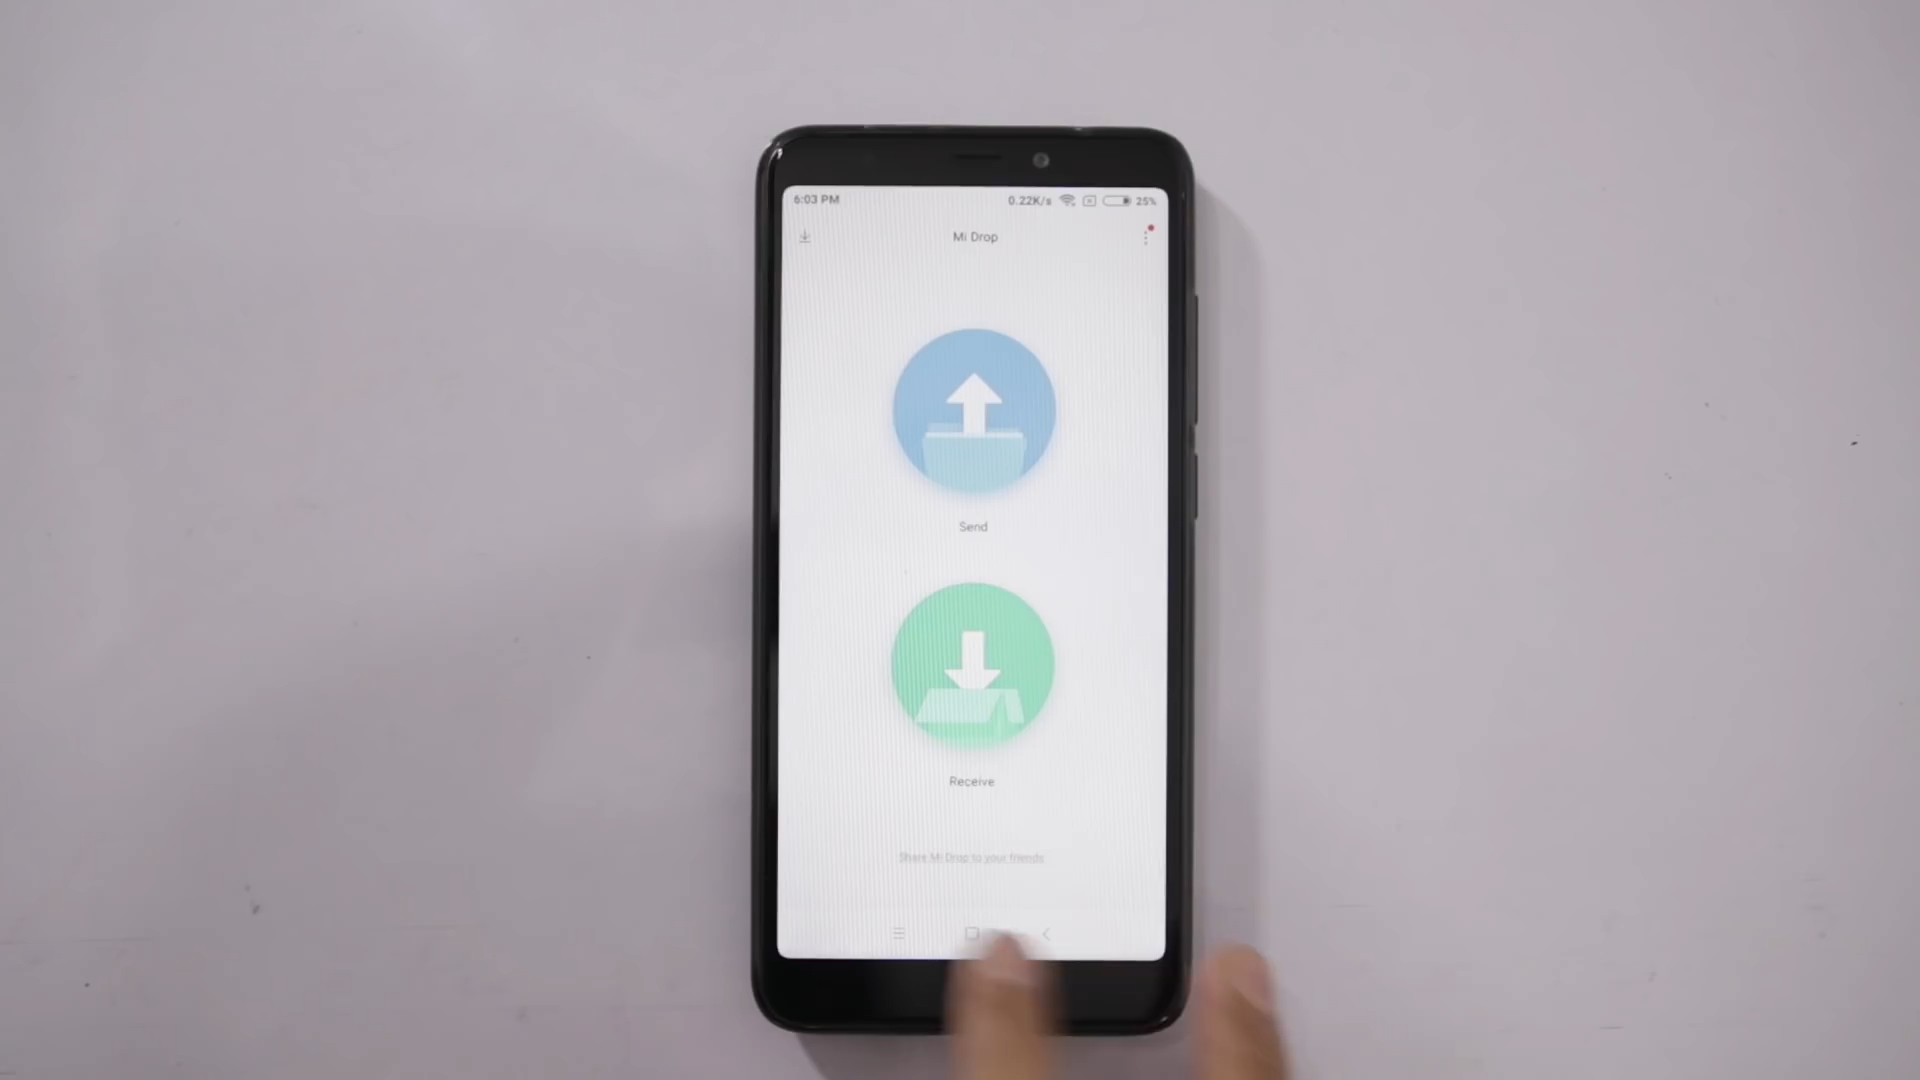 6:03 PM 0.22K/s 25%
Mi Drop
Send
Receive
Share Mi Drop to your friends